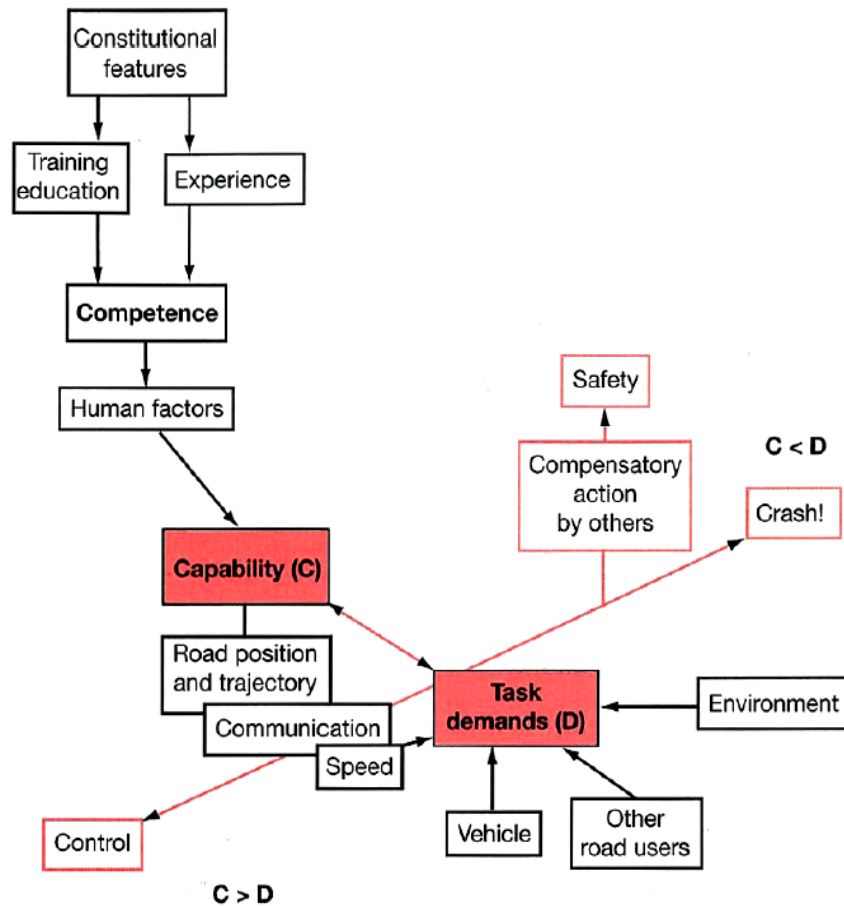 Constitutional
features
Training
education
Experience
Competence
Human factors
Safety
C < D
Compensatory
action
by others
Crash!
Capability (C)
Road position
and trajectory
Task
demands (D)
Environment
Communication
Speed
Control
Vehicle
Other
road users
C > D